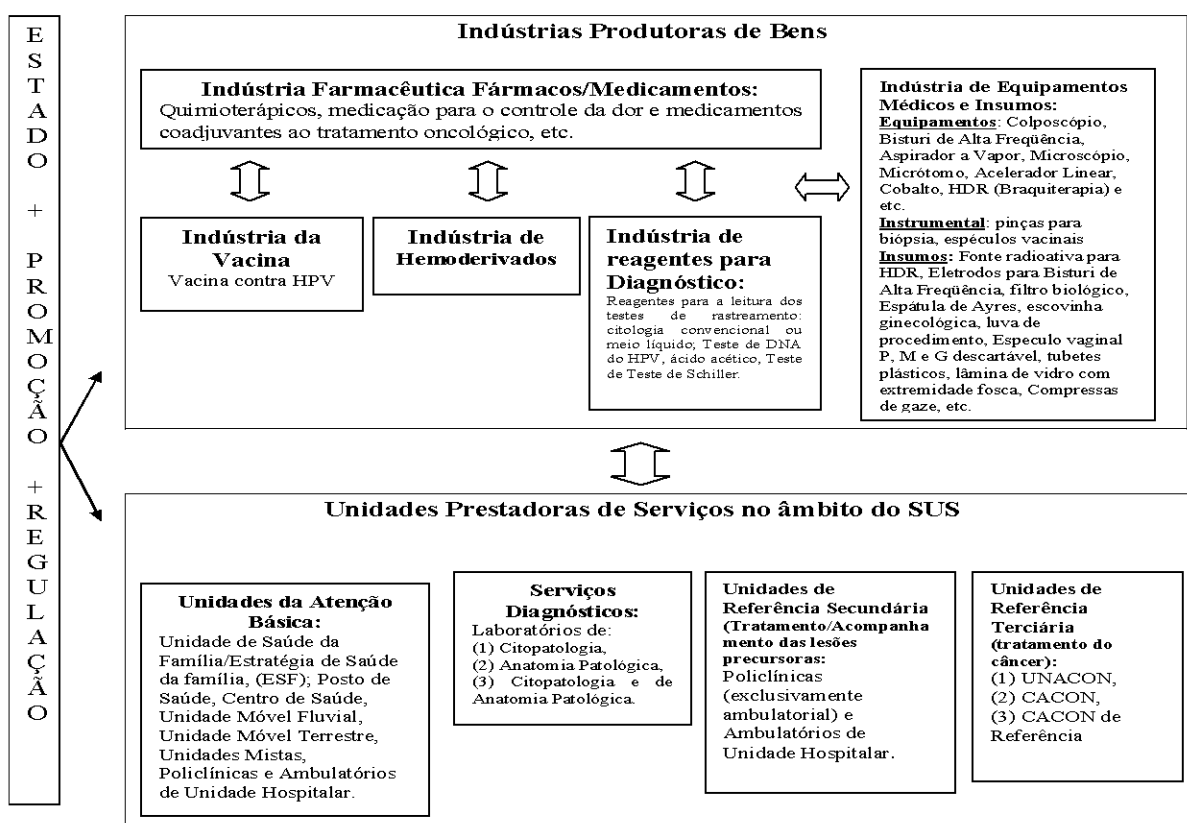 ESTADO + PROMOÇÃO +REGULAÇÃO
Indústrias Produtoras de Bens
Indústria Farmacêutica Fármacos/Medicamentos:
Quimioterápicos, medicação para o controle da dor e medicamentos
coadjuvantes ao tratamento oncológico, etc.
Indústria da
Vacina
Vacina contra HPV
Indústria de
Hemoderivados
Indústria de
reagentes para
Diagnóstico:
Reagentes para a leitura dos
testes de rastreamento:
citologia convencional ou
meio líquido; Teste de DNA
do HPV, ácido acético, Teste
de Teste de Schiller.
Indústria de Equipamentos
Médicos e Insumos:
Equipamentos: Colposcópio,
Bisturi de Alta Freqüência,
Aspirador a Vapor, Microscópio,
Micrótomo, Acelerador Linear,
Cobalto, HDR (Braquiterapia) e
etc.
Instrumental: pinças para
biópsia, espéculos vacinais
Insumos: Fonte radioativa para
HDR, Eletrodos para Bisturi de
Alta Freqüência, filtro biológico,
Espátula de Ayres, escovinha
ginecológica, luva de
procedimento, Especulo vaginal
P, M e G descartável, tubetes
plásticos, lâmina de vidro com
extremidade fosca, Compressas
de gaze, etc.
Unidades Prestadoras de Serviços no âmbito do SUS
Unidades da Atenção
Básica:
Unidade de Saúde da
Família/Estratégia de Saúde
da família, (ESF); Posto de
Saúde, Centro de Saúde,
Unidade Móvel Fluvial,
Unidade Móvel Terrestre,
Unidades Mistas,
Policlínicas e Ambulatórios
de Unidade Hospitalar.
Serviços
Diagnósticos:
Laboratórios de:
(1) Citopatologia,
(2) Anatomia Patológica,
(3) Citopatologia e de
Anatomia Patológica.
Unidades de
Referência Secundária
(Tratamento/Acompanha
mento das lesões
precursoras:
Policlínicas
(exclusivamente
ambulatorial) e
Ambulatórios de
Unidade Hospitalar.
Unidades de
Referência
Terciária
(tratamento do
câncer):
(1) UNACON,
(2) CACON,
(3) CACON de
Referência